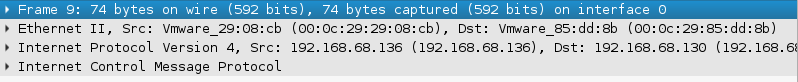 Frame 9: 74 bytes on wire (592 bits), 74 bytes captured (592 bits) on interface 0
Ethernet II, Src: Vmware_29:08:cb (00:0c:29:29:08:cb), Dst: Vmware_85:dd:8b (00:0c:29:85:dd:8b)
Internet Protocol Version 4, Src: 192.168.68.136 (192.168.68.136), Dst: 192.168.68.130 (192.168.68
Internet Control Message Protocol